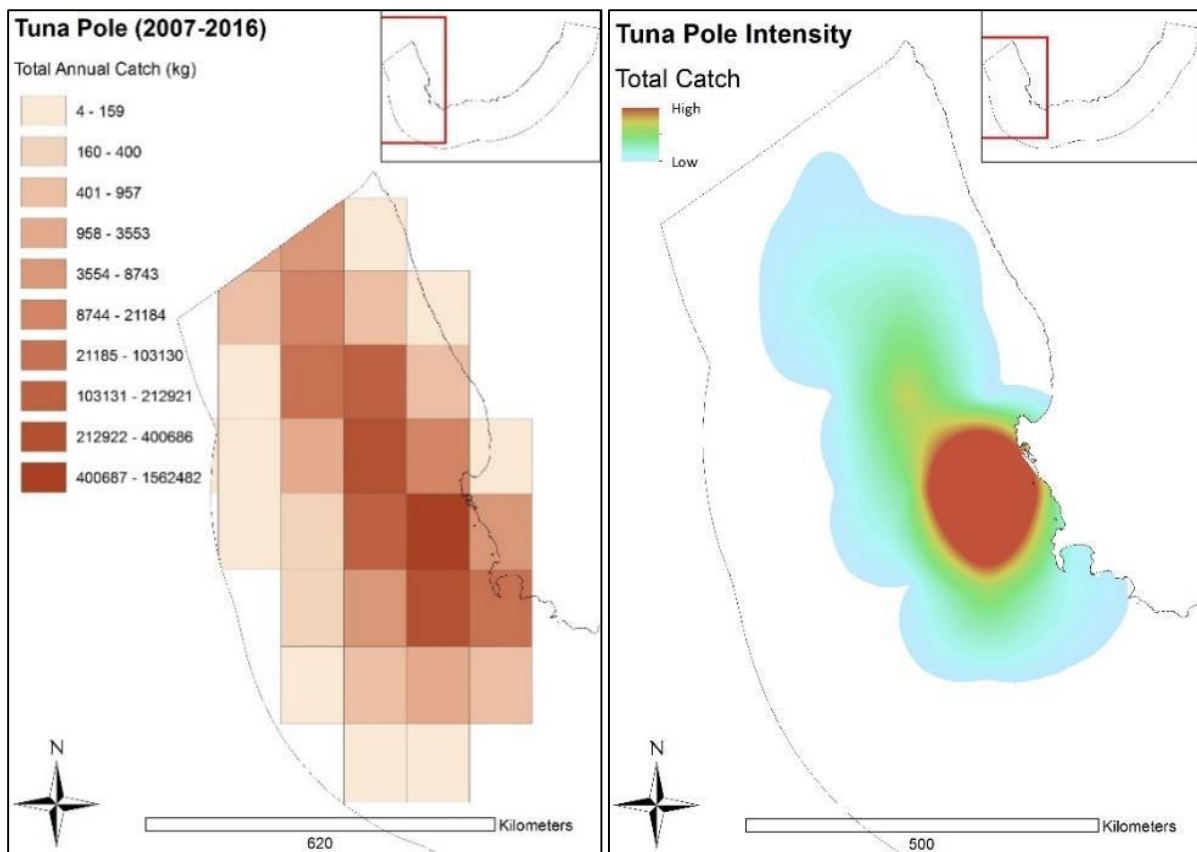 Tuna Pole (2007-2016)
Total Annual Catch (kg)
4 - 159
160 - 400
401 - 957
958 - 3553
3554 - 8743
8744 - 21184
21185 - 103130
103131 - 212921
212922 - 400686
400687 - 1562482
N
Kilometers
620
Tuna Pole Intensity
Total Catch
High
Low
N
Kilometers
500